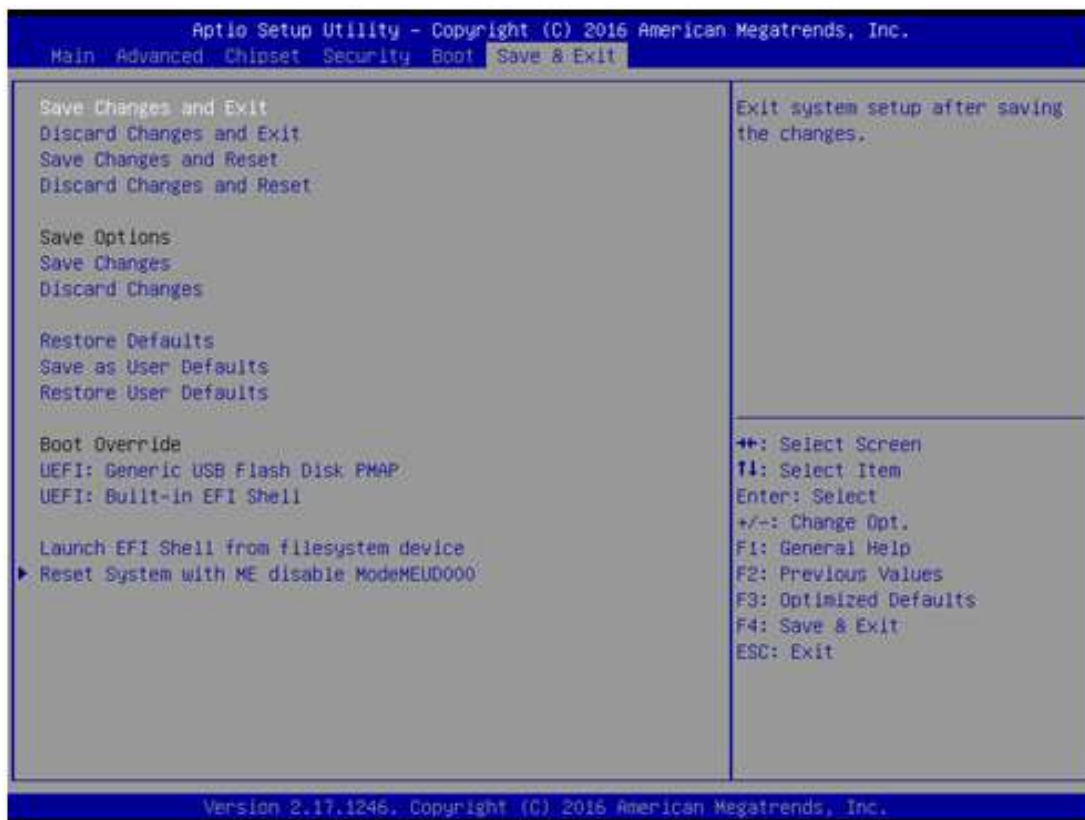 Aptio Setup Utility - Copyright (C) 2016 American Megatrends, Inc.
Main Advanced Chipset Security Boot Save & Exit
Save Changes and Exit
Discard Changes and Exit
Save Changes and Reset
Discard Changes and Reset
Save Options
Save Changes
Discard Changes
Restore Defaults
Save as User Defaults
Restore User Defaults
Boot Override
UEFI: Generic USB Flash Disk PMAP
UEFI: Built-in EFI Shell
Launch EFI Shell from filesystem device
▶ Reset System with ME disable ModeMEUD000
Exit system setup after saving
the changes.
→←: Select Screen
↑↓: Select Item
Enter: Select
+/-: Change Opt.
F1: General Help
F2: Previous Values
F3: Optimized Defaults
F4: Save & Exit
ESC: Exit
Version 2.17.1246. Copyright (C) 2016 American Megatrends, Inc.